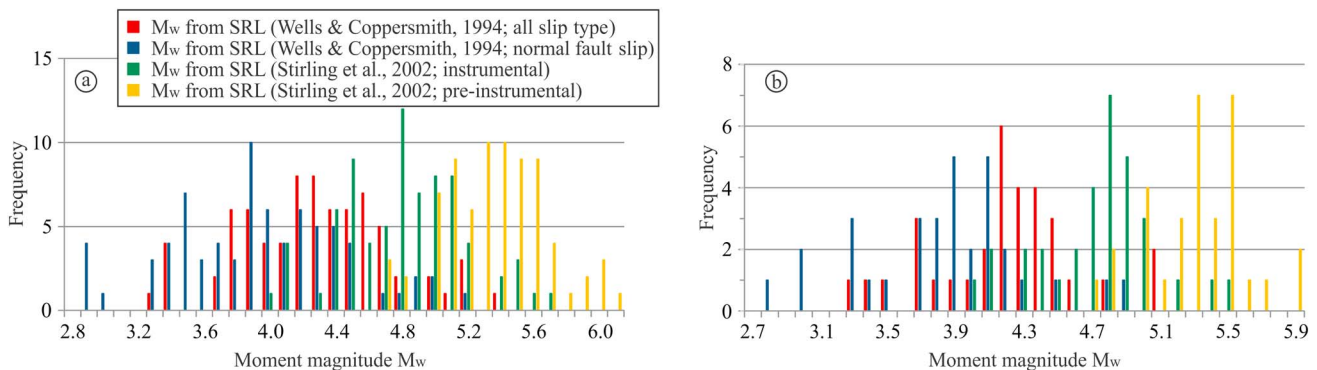 Mw from SRL (Wells & Coppersmith, 1994; all slip type)
Mw from SRL (Wells & Coppersmith, 1994; normal fault slip)
Mw from SRL (Stirling et al., 2002; instrumental)
Mw from SRL (Stirling et al., 2002; pre-instrumental)
a
15
10
5
0
Frequency
2.8 3.2 3.6 4.0 4.4 4.8 5.2 5.6 6.0
Moment magnitude Mw
b
8
6
4
2
0
Frequency
2.7 3.1 3.5 3.9 4.3 4.7 5.1 5.5 5.9
Moment magnitude Mw